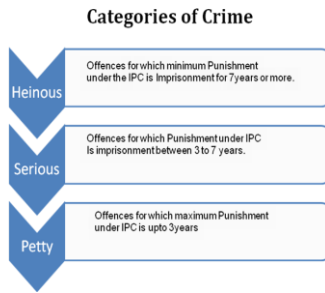 Categories of Crime
Heinous
Offences for which minimum Punishment
under the IPC is Imprisonment for 7years or more.
Serious
Offences for which Punishment under IPC
Is imprisonment between 3 to 7 years.
Petty
Offences for which maximum Punishment
under IPC is upto 3years